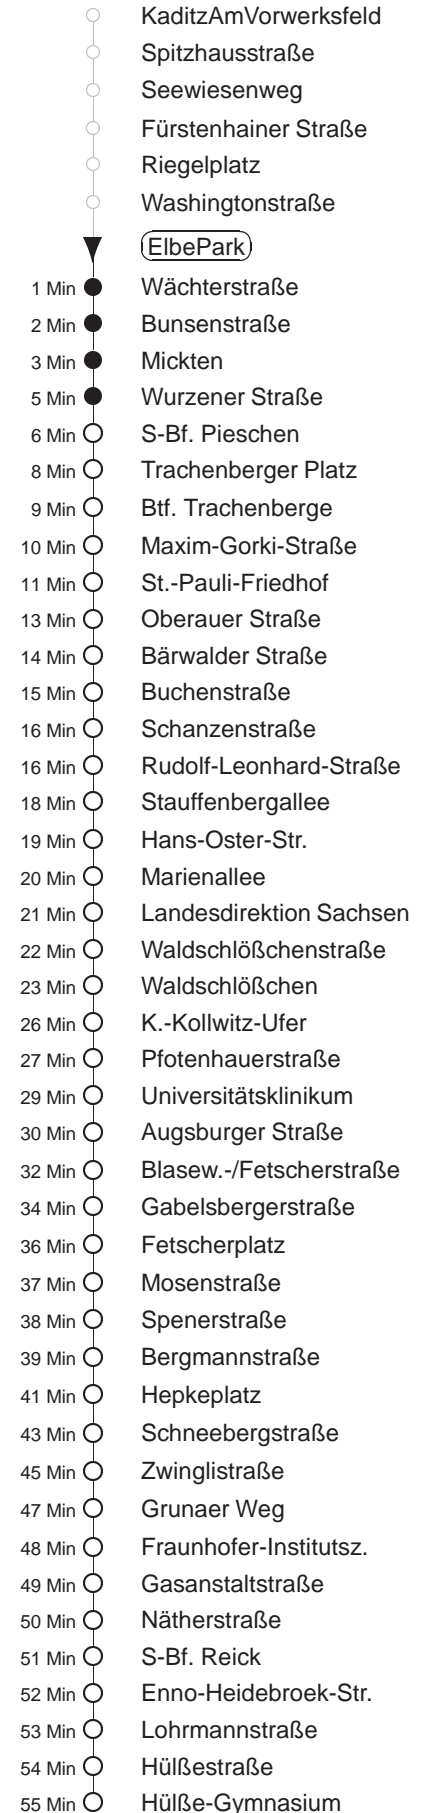 KaditzAmVorwerksfeld
Spitzhausstraße
Seewiesenweg
Fürstenhainer Straße
Riegelplatz
Washingtonstraße
ElbePark
1 Min Wächterstraße
2 Min Bunsenstraße
3 Min Mickten
5 Min Wurzener Straße
6 Min S-Bf. Pieschen
8 Min Trachenberger Platz
9 Min Btf. Trachenberge
10 Min Maxim-Gorki-Straße
11 Min St.-Pauli-Friedhof
13 Min Oberauer Straße
14 Min Bärwalder Straße
15 Min Buchenstraße
16 Min Schanzenstraße
16 Min Rudolf-Leonhard-Straße
18 Min Stauffenbergallee
19 Min Hans-Oster-Str.
20 Min Marienallee
21 Min Landesdirektion Sachsen
22 Min Waldschlößchenstraße
23 Min Waldschlößchen
26 Min K.-Kollwitz-Ufer
27 Min Pfotenhauerstraße
29 Min Universitätsklinikum
30 Min Augsburger Straße
32 Min Blasew.-/Fetscherstraße
34 Min Gabelsbergerstraße
36 Min Fetscherplatz
37 Min Mosenstraße
38 Min Spenerstraße
39 Min Bergmannstraße
41 Min Hepkeplatz
43 Min Schneebergstraße
45 Min Zwinglistraße
47 Min Grunaer Weg
48 Min Fraunhofer-Institutsz.
49 Min Gasanstaltstraße
50 Min Nätherstraße
51 Min S-Bf. Reick
52 Min Enno-Heidebroek-Str.
53 Min Lohrmannstraße
54 Min Hülßestraße
55 Min Hülße-Gymnasium